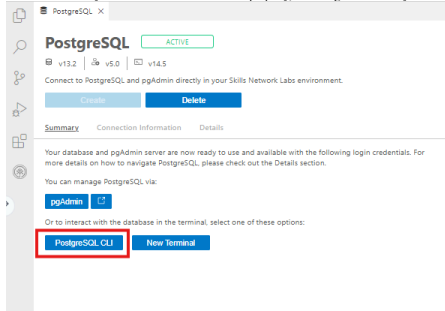 PostgreSQL ×
PostgreSQL ACTIVE
v13.2 v5.0 v14.5
Connect to PostgreSQL and pgAdmin directly in your Skills Network Labs environment.
Create Delete
Summary Connection Information Details
Your database and pgAdmin server are now ready to use and available with the following login credentials. For
more details on how to navigate PostgreSQL, please check out the Details section.
You can manage PostgreSQL via:
pgAdmin
Or to interact with the database in the terminal, select one of these options:
PostgreSQL CLI New Terminal